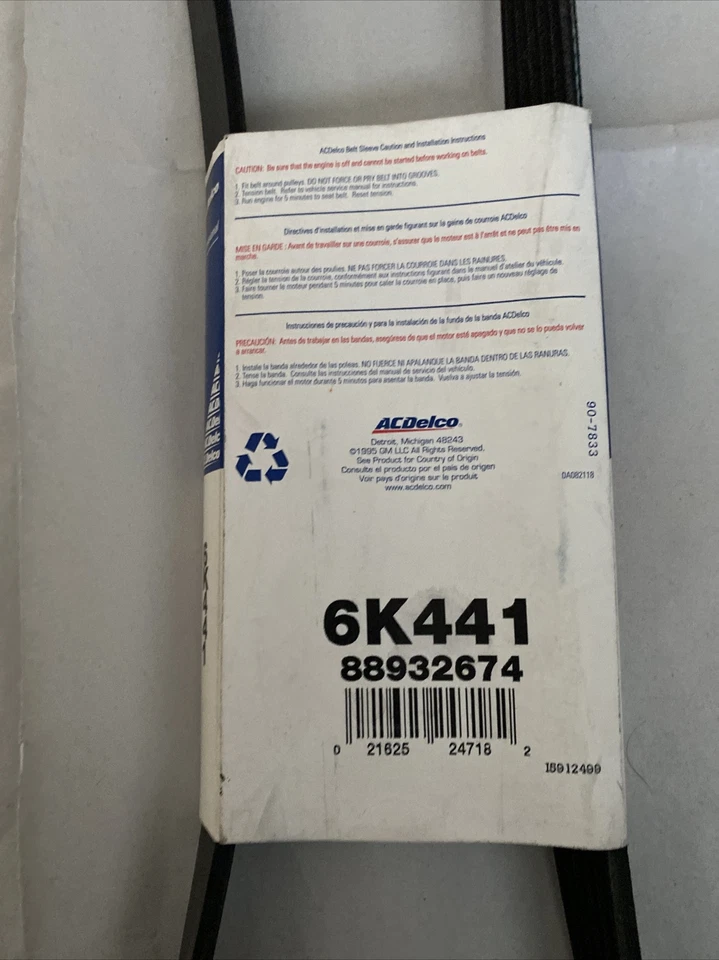 ACDelco Belt Sleeve Caution and Installation Instructions
CAUTION: Be sure that the engine is off and cannot be started before working on belts.
1. Fit belt around pulleys. DO NOT FORCE OR PRY BELT INTO GROOVES.
2. Tension belt. Refer to vehicle service manual for instructions.
3. Run engine for 5 minutes to seat belt. Reset tension.
Directives d'installation et mise en garde figurant sur la gaine de courroie ACDelco
MISE EN GARDE : Avant de travailler sur une courroie, s'assurer que le moteur est à l'arrêt et ne peut pas être mis en
marche.
1. Poser la courroie autour des poulies. NE PAS FORCER LA COURROIE DANS LES RAINURES.
2. Régler la tension de la courroie, conformément aux instructions figurant dans le manuel d'atelier du véhicule.
3. Faire tourner le moteur pendant 5 minutes pour caler la courroie en place, puis faire un nouveau réglage de
tension.
Instrucciones de precaución y para la instalación de la funda de la banda ACDelco
PRECAUCIÓN: Antes de trabajar en las bandas, asegúrese de que el motor esté apagado y que no se lo pueda volver
a arrancar.
1. Instale la banda alrededor de las poleas. NO FUERCE NI APALANQUE LA BANDA DENTRO DE LAS RANURAS.
2. Tense la banda. Consulte las instrucciones del manual de servicio del vehículo.
3. Haga funcionar el motor durante 5 minutos para asentar la banda. Vuelva a ajustar la tensión.
ACDelco
Detroit, Michigan 48243
©1995 GM LLC All Rights Reserved.
See Product for Country of Origin
Consulte el producto por el país de origen
Voir pays d'origine sur le produit
www.acdelco.com
90-7833
DA082118
6K441
88932674
0 21625 24718 2
15912499